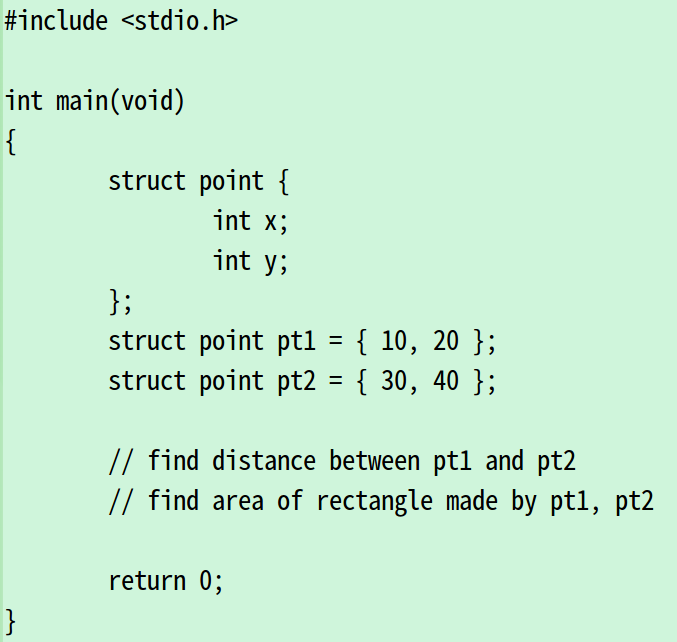 #include <stdio.h>
int main(void)
{
struct point {
int x;
int y;
};
struct point pt1 = { 10, 20 };
struct point pt2 = { 30, 40 };
// find distance between pt1 and pt2
// find area of rectangle made by pt1, pt2
return 0;
}